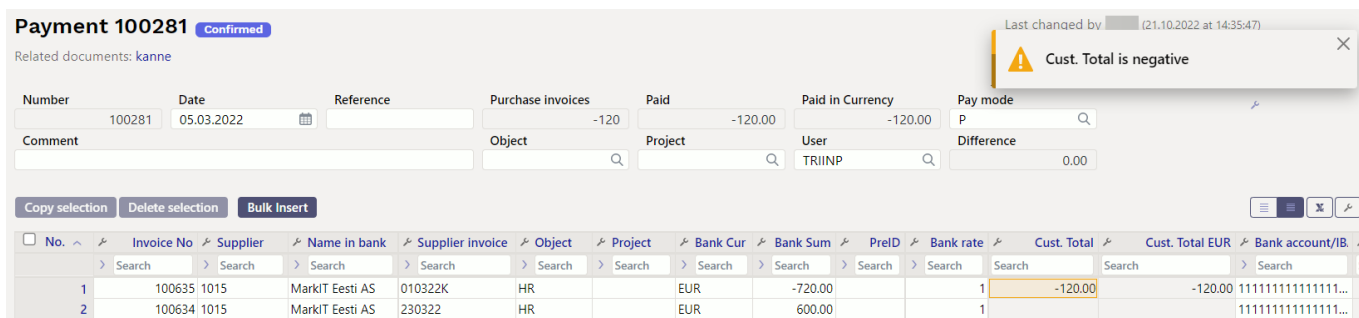 Payment 100281 Confirmed
Last changed by (21.10.2022 at 14:35:47)
Related documents: kanne
Cust. Total is negative
Number Date Reference Purchase invoices Paid Paid in Currency Pay mode
100281 05.03.2022 -120 -120.00 -120.00 P
Comment Object Project User Difference
TRIINP 0.00
Copy selection Delete selection Bulk Insert
No. Invoice No Supplier Name in bank Supplier invoice Object Project Bank Cur Bank Sum PreID Bank rate Cust. Total Cust. Total EUR Bank account/IB.
Search Search Search Search Search Search Search Search Search Search Search Search Search
1 100635 1015 MarkIT Eesti AS 010322K HR EUR -720.00 1 -120.00 -120.00 111111111111111...
2 100634 1015 MarkIT Eesti AS 230322 HR EUR 600.00 1 111111111111111...